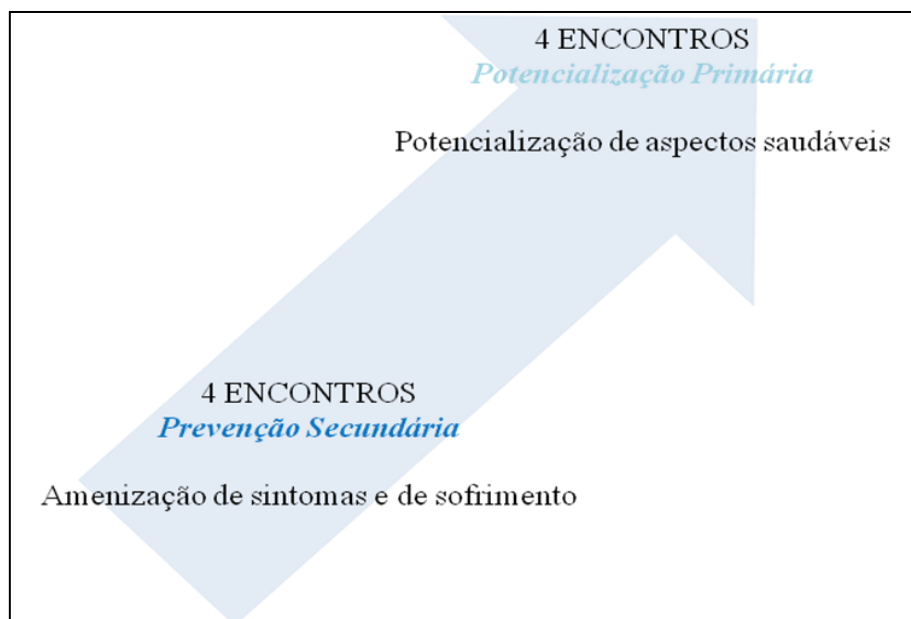 4 ENCONTROS
Potencialização Primária
Potencialização de aspectos saudáveis
4 ENCONTROS
Prevenção Secundária
Amenização de sintomas e de sofrimento